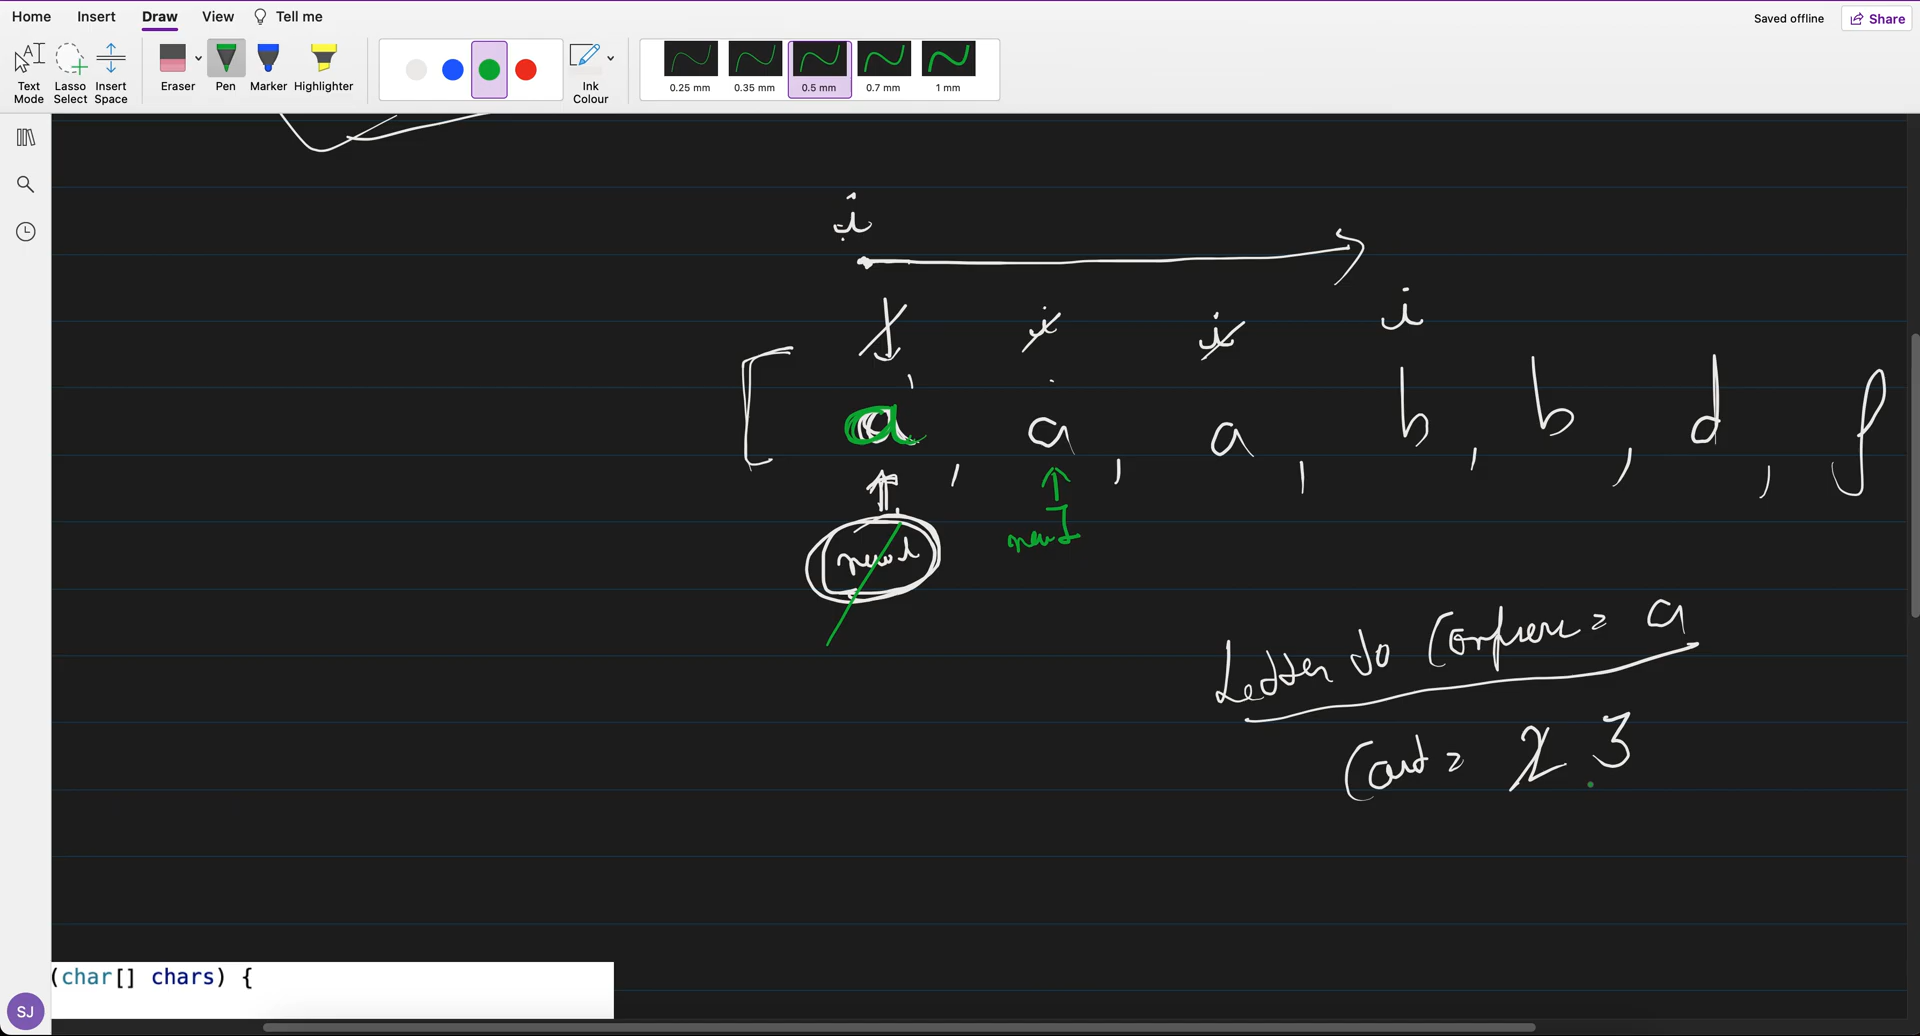 Home Insert Draw View Tell me
Saved offline Share
Text Mode
Lasso Select
Insert Space
Eraser
Pen
Marker
Highlighter
Ink Colour
0.25 mm
0.35 mm
0.5 mm
0.7 mm
1 mm
i
i i i
[ a , a , a , b , b , d , f
newI newI
Letter to Compare = a
Count = 2 3
(char[] chars) {
SJ